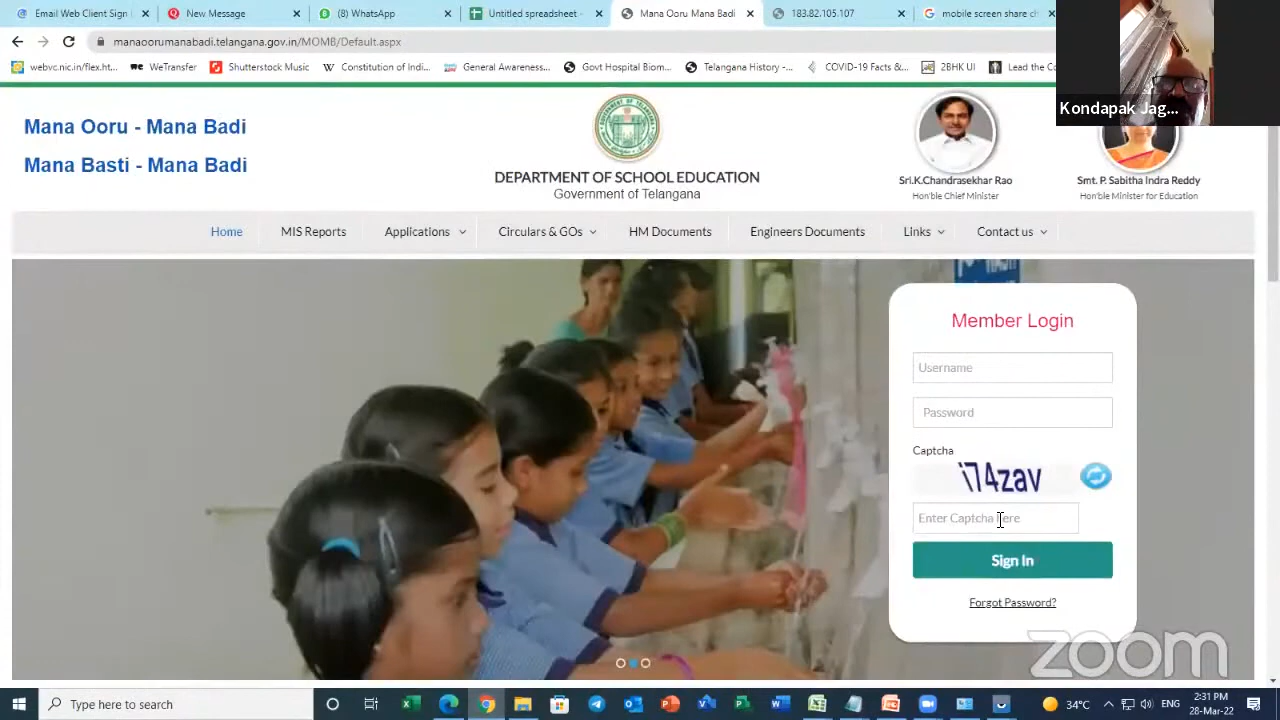 Email Web Client Sign In
New Message
(8) WhatsApp
Untitled spreadsheet -
Mana Ooru Mana Badi
183.82.105.107
mobile screen share c
manaoorumanabadi.telangana.gov.in/MOMB/Default.aspx
webvc.nic.in/flex.ht...
WeTransfer
Shutterstock Music
Constitution of Indi...
General Awareness...
Govt Hospital Biom...
Telangana History -...
COVID-19 Facts &...
2BHK UI
Lead the Co
Kondapak Jag...
Mana Ooru - Mana Badi
Mana Basti - Mana Badi
DEPARTMENT OF SCHOOL EDUCATION
Government of Telangana
Sri.K.Chandrasekhar Rao
Hon'ble Chief Minister
Smt. P. Sabitha Indra Reddy
Hon'ble Minister for Education
Home
MIS Reports
Applications
Circulars & GOs
HM Documents
Engineers Documents
Links
Contact us
Member Login
Username
Password
Captcha
i74zav
Enter Captcha here
Sign In
Forgot Password?
zoom
Type here to search
34°C
ENG
2:31 PM
28-Mar-22